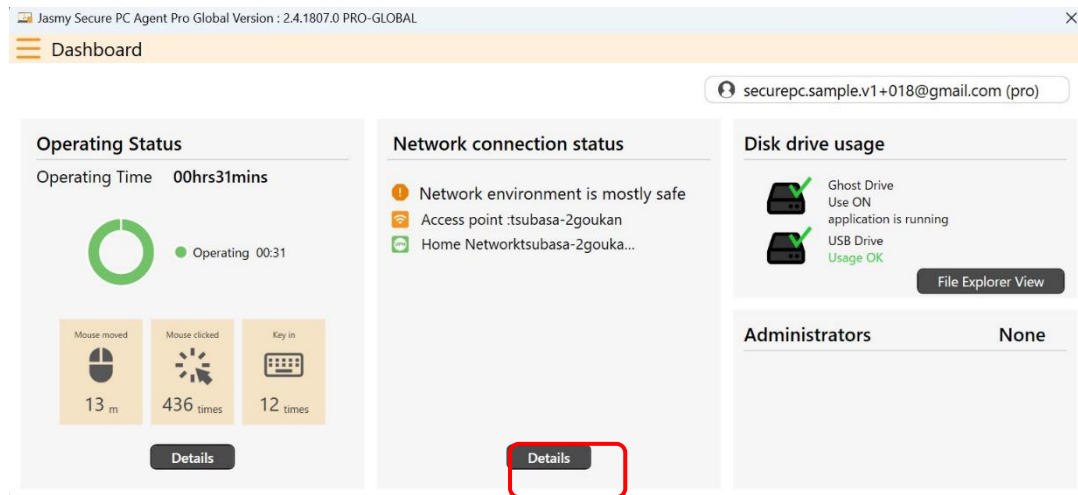 Jasmy Secure PC Agent Pro Global Version : 2.4.1807.0 PRO-GLOBAL
Dashboard
securepc.sample.v1+018@gmail.com (pro)
Operating Status
Operating Time 00hrs31mins
Operating 00:31
Mouse moved
13 m
Mouse clicked
436 times
Key in
12 times
Details
Network connection status
Network environment is mostly safe
Access point :tsubasa-2goukan
VPN
Home Networktsubasa-2gouka...
Details
Disk drive usage
Ghost Drive
Use ON
application is running
USB Drive
Usage OK
File Explorer View
Administrators None